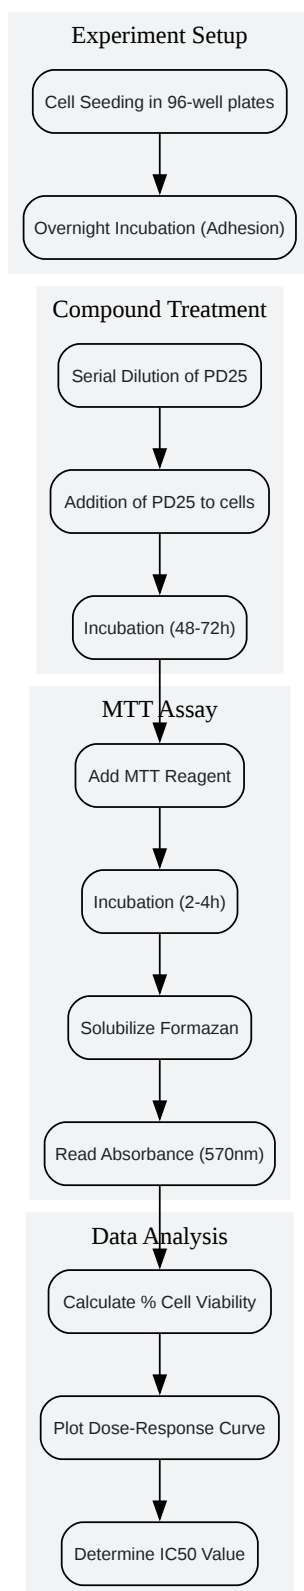 Experiment Setup
Cell Seeding in 96-well plates
Overnight Incubation (Adhesion)
Compound Treatment
Serial Dilution of PD25
Addition of PD25 to cells
Incubation (48-72h)
MTT Assay
Add MTT Reagent
Incubation (2-4h)
Solubilize Formazan
Read Absorbance (570nm)
Data Analysis
Calculate % Cell Viability
Plot Dose-Response Curve
Determine IC50 Value